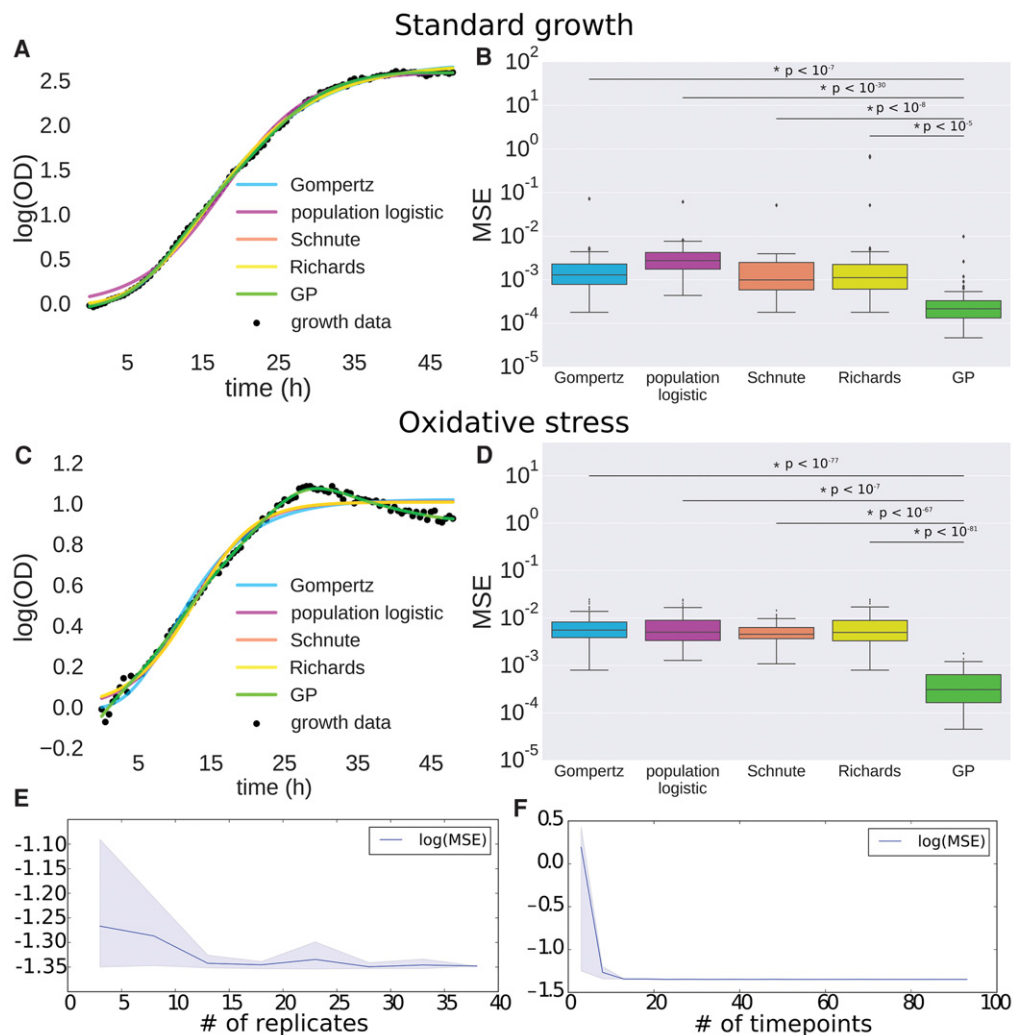 Standard growth
A
2.5
2.0
1.5
1.0
0.5
0.0
log(OD)
Gompertz
population logistic
Schnute
Richards
GP
growth data
5 15 25 35 45
time (h)
B
10^2
10^1
10^0
10^-1
10^-2
10^-3
10^-4
10^-5
MSE
* p < 10^-7
* p < 10^-30
* p < 10^-8
* p < 10^-5
Gompertz population logistic Schnute Richards GP
Oxidative stress
C
1.2
1.0
0.8
0.6
0.4
0.2
0.0
−0.2
log(OD)
Gompertz
population logistic
Schnute
Richards
GP
growth data
5 15 25 35 45
time (h)
D
10^1
10^0
10^-1
10^-2
10^-3
10^-4
10^-5
MSE
* p < 10^-77
* p < 10^-7
* p < 10^-67
* p < 10^-81
Gompertz population logistic Schnute Richards GP
E
-1.10
-1.15
-1.20
-1.25
-1.30
-1.35
log(MSE)
0 5 10 15 20 25 30 35 40
# of replicates
F
0.5
0.0
-0.5
-1.0
-1.5
log(MSE)
0 20 40 60 80 100
# of timepoints